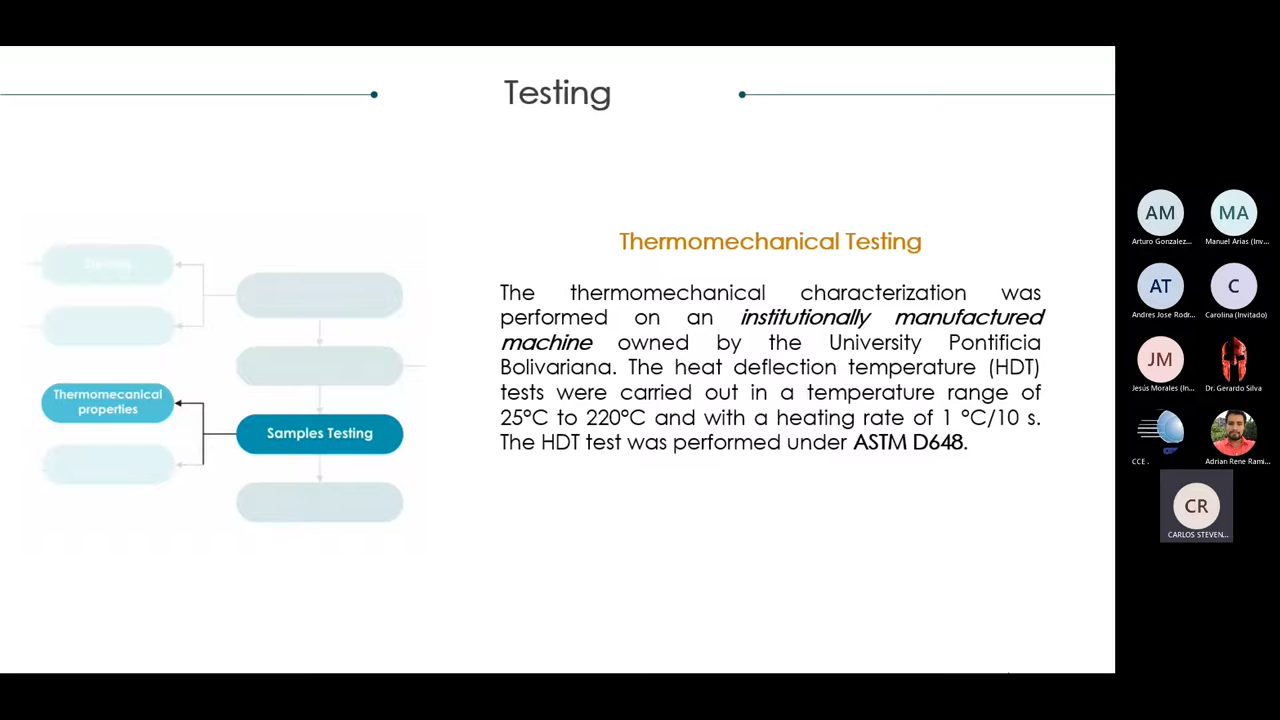 Testing
Thermomecanical
properties
Samples Testing
Thermomechanical Testing
The thermomechanical characterization was
performed on an institutionally manufactured
machine owned by the University Pontificia
Bolivariana. The heat deflection temperature (HDT)
tests were carried out in a temperature range of
25°C to 220°C and with a heating rate of 1 °C/10 s.
The HDT test was performed under ASTM D648.
AM
MA
Arturo Gonzalez...
Manuel Arias (Inv...
AT
C
Andres Jose Rodr...
Carolina (Invitado)
JM
Jesús Morales (In...
Dr. Gerardo Silva
CCE .
Adrian Rene Rami...
CR
CARLOS STEVEN...